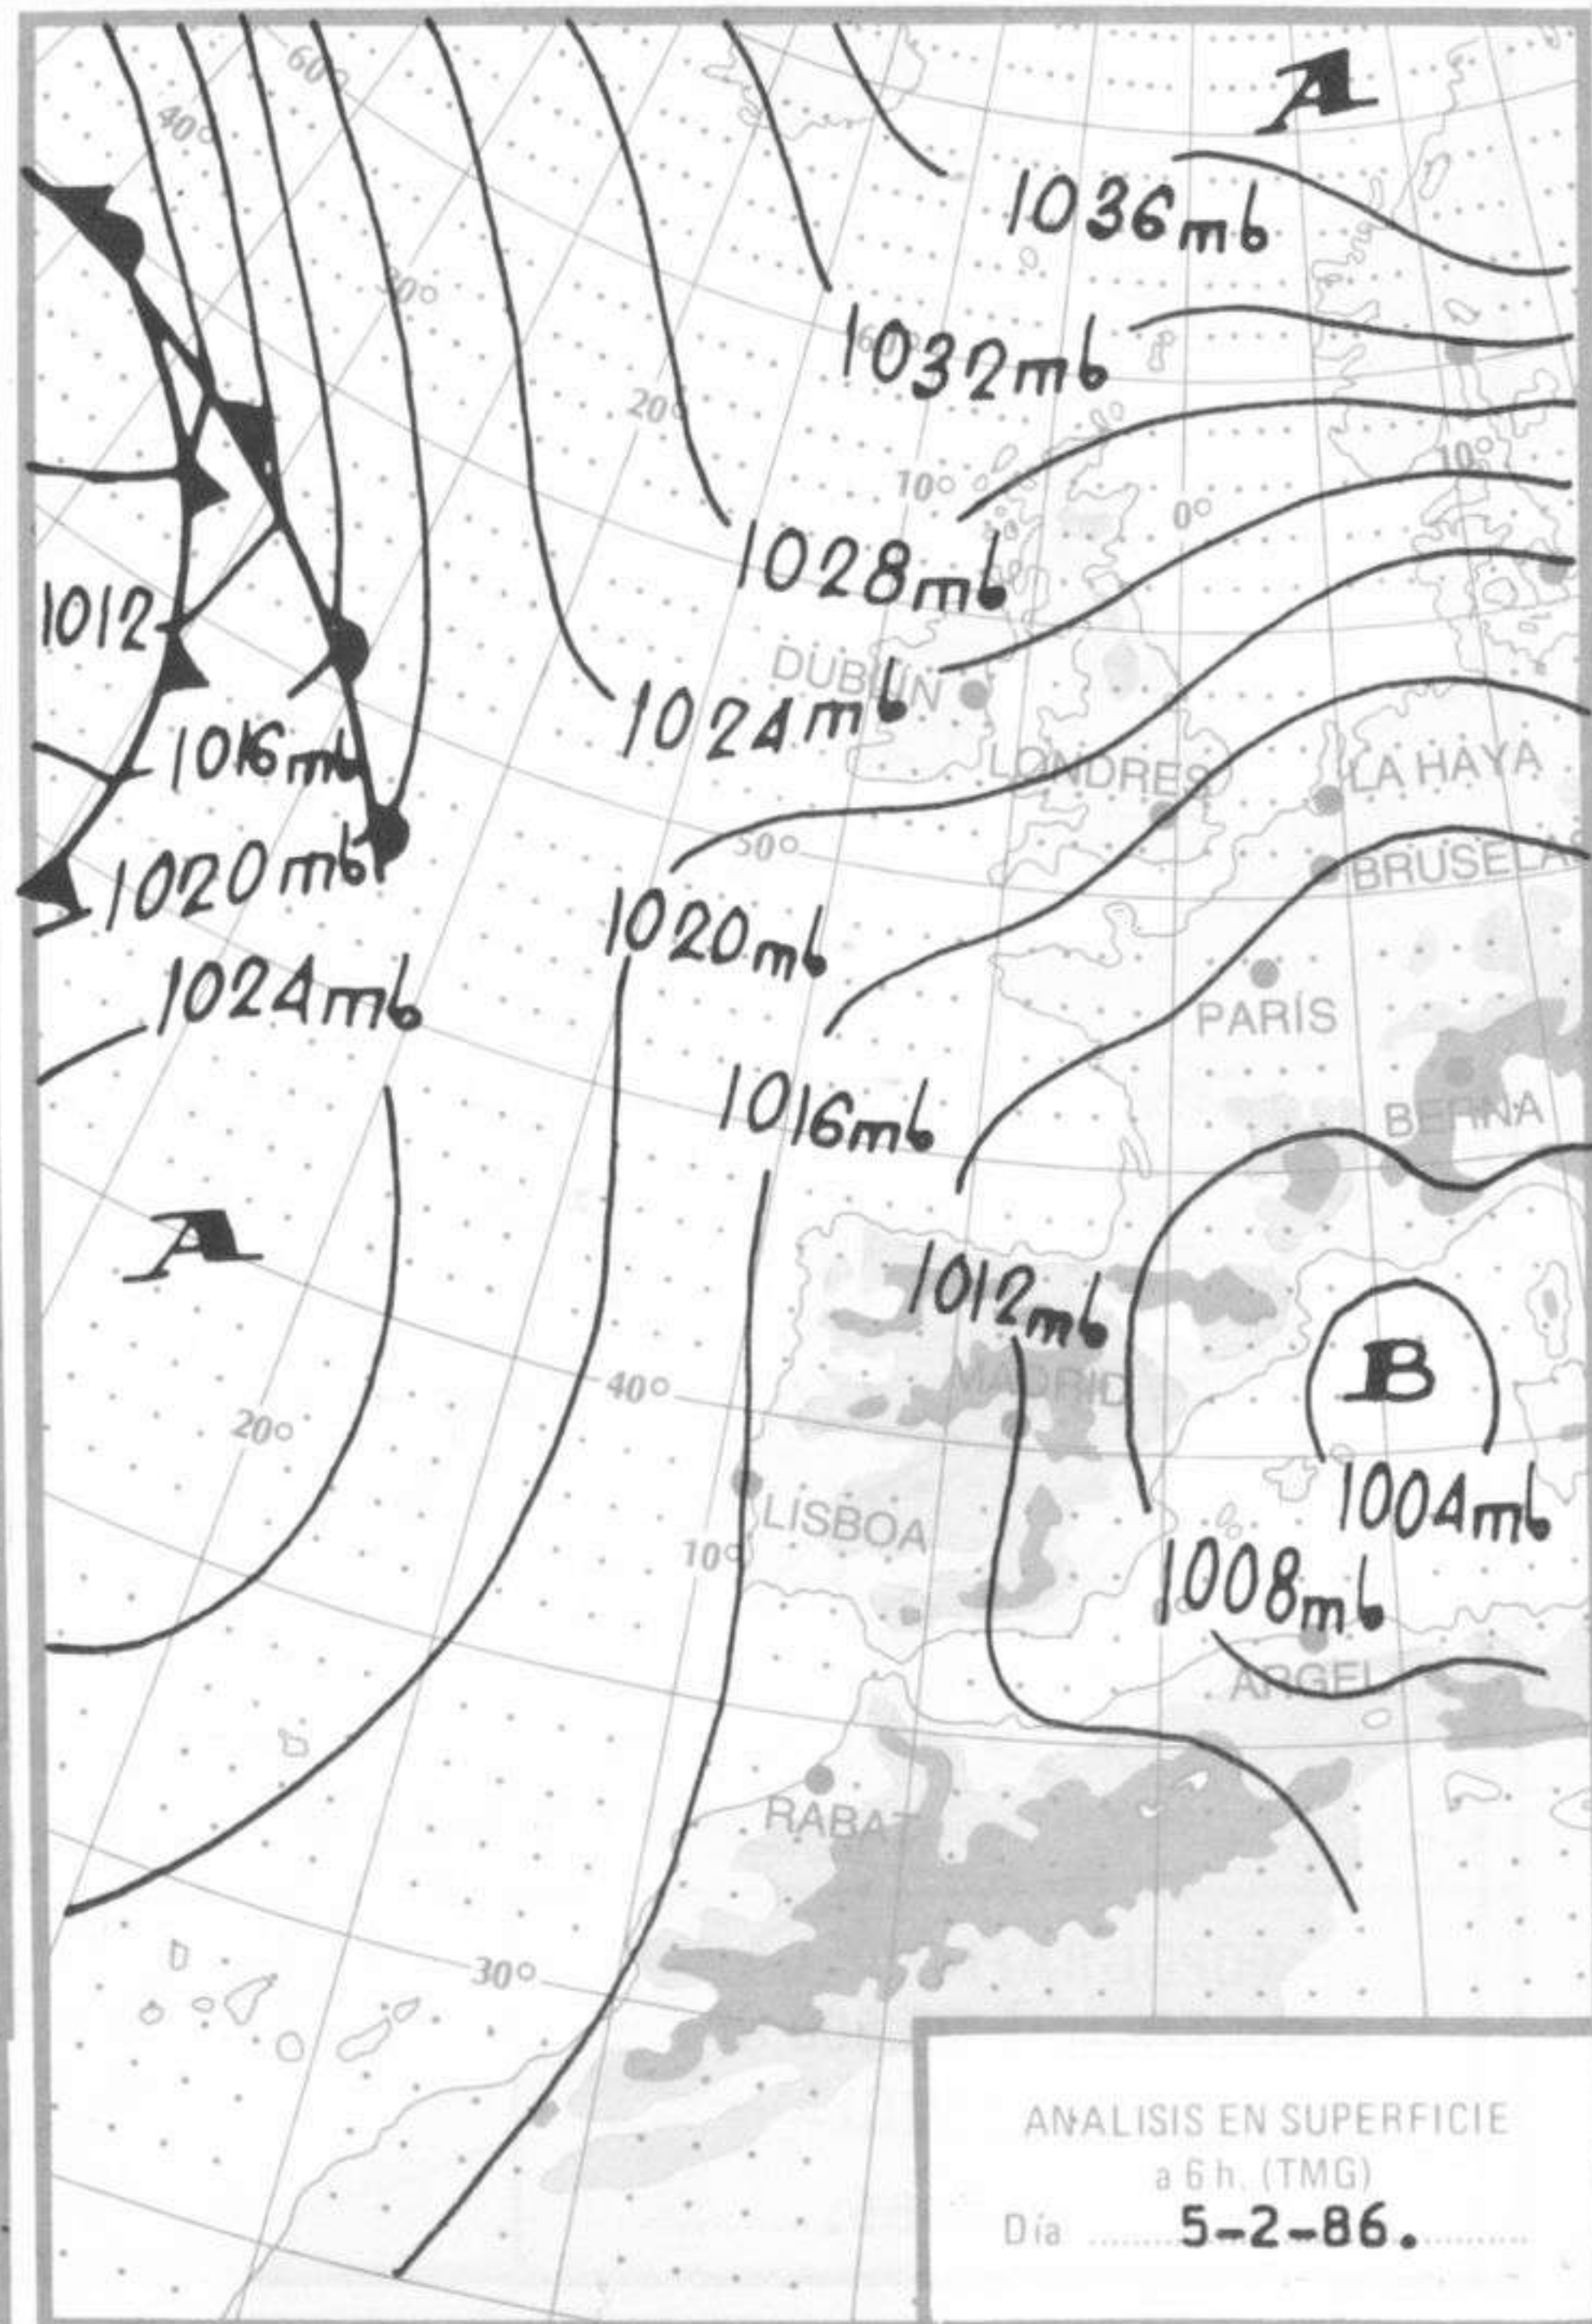 60°
A
40°
1036mb
30°
60°
1032mb
20°
10°
10°
0°
1028mb
1012
DUBLIN
1024mb
1016mb
LONDRES
LA HAYA
50°
1020mb
BRUSELAS
1020mb
1024mb
PARÍS
1016mb
BERNA
A
1012mb
B
MADRID
40°
20°
1004mb
LISBOA
10°
1008mb
ARGEL
RABAT
30°
ANALISIS EN SUPERFICIE
a 6 h. (TMG)
Día 5-2-86.